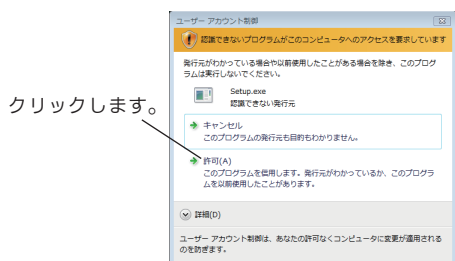 ユーザー アカウント制御
認識できないプログラムがこのコンピュータへのアクセスを要求しています
発行元がわかっている場合や以前使用したことがある場合を除き、このプログ
ラムは実行しないでください。
Setup.exe
認識できない発行元
クリックします。
キャンセル
このプログラムの発行元も目的もわかりません。
許可(A)
このプログラムを信用します。発行元がわかっているか、このプログラ
ムを以前使用したことがあります。
詳細(D)
ユーザー アカウント制御は、あなたの許可なくコンピュータに変更が適用される
のを防ぎます。